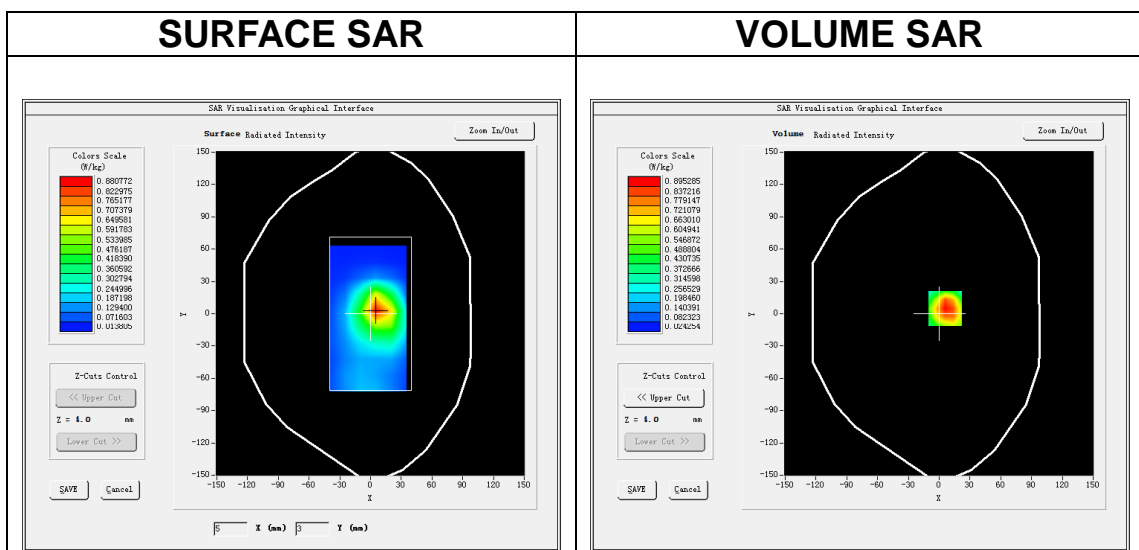 SURFACE SAR
VOLUME SAR
SAR Visualisation Graphical Interface
Surface Radiated Intensity
Zoom In/Out
Colors Scale
(W/kg)
0.880772
0.822975
0.765177
0.707379
0.649581
0.591783
0.533985
0.476187
0.418390
0.360592
0.302794
0.244996
0.187198
0.129400
0.071603
0.013805
Z-Cuts Control
<< Upper Cut
Z = 4.0 mm
Lower Cut >>
SAVE Cancel
150
120
90
60
30
0
-30
-60
-90
-120
-150
Y
-150 -120 -90 -60 -30 0 30 60 90 120 150
X
5 X (mm) 3 Y (mm)
SAR Visualisation Graphical Interface
Volume Radiated Intensity
Zoom In/Out
Colors Scale
(W/kg)
0.895285
0.837216
0.779147
0.721079
0.663010
0.604941
0.546872
0.488804
0.430735
0.372666
0.314598
0.256529
0.198460
0.140391
0.082323
0.024254
Z-Cuts Control
<< Upper Cut
Z = 4.0 mm
Lower Cut >>
SAVE Cancel
150
120
90
60
30
0
-30
-60
-90
-120
-150
Y
-150 -120 -90 -60 -30 0 30 60 90 120 150
X